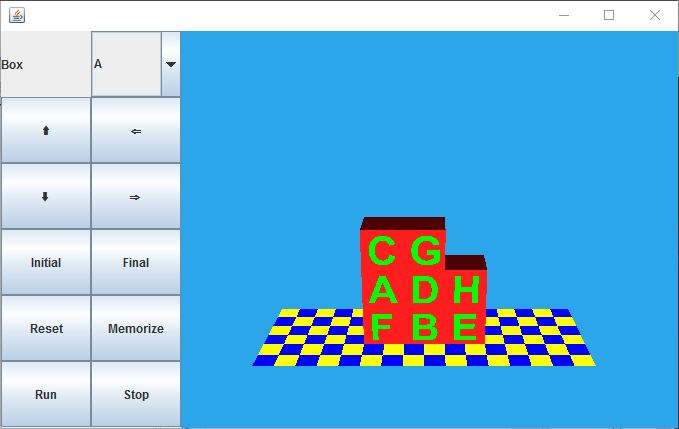 Box A
⬆ ⇐
⬇ ⇒
Initial Final
Reset Memorize
Run Stop
C G
A D H
F B E